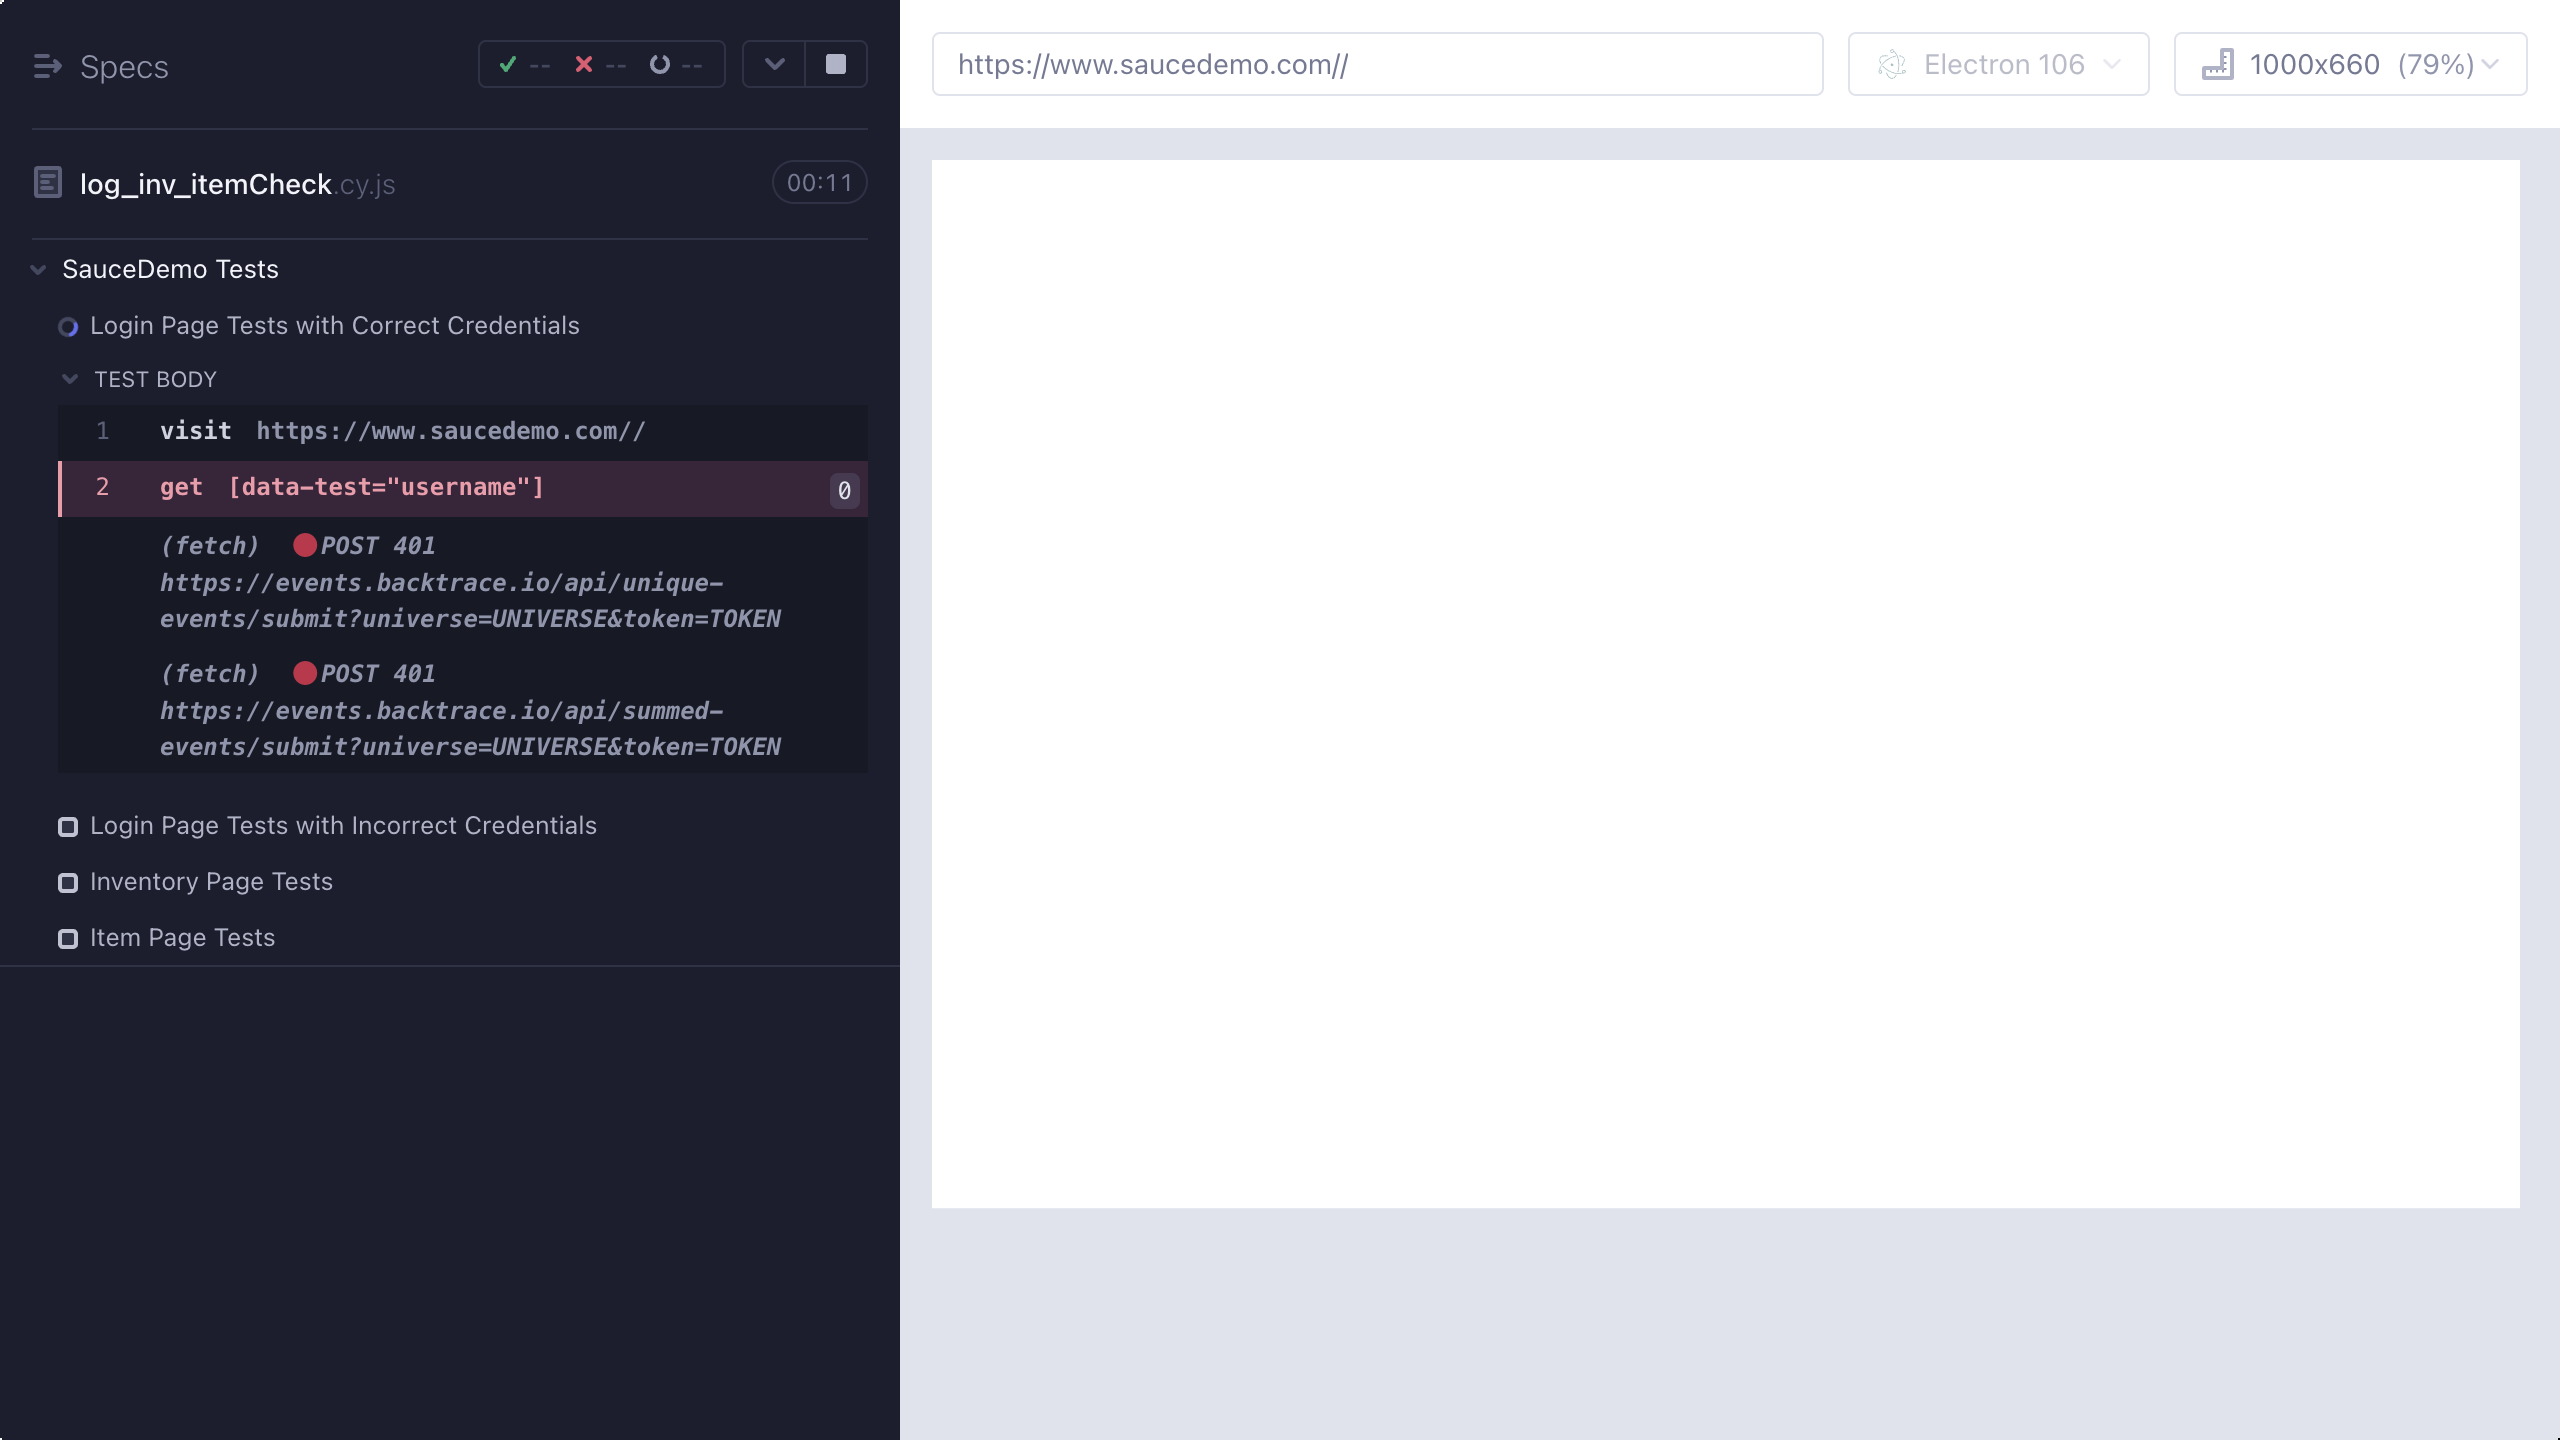 Specs
-- -- --
https://www.saucedemo.com//
Electron 106
1000x660 (79%)
log_inv_itemCheck.cy.js
00:11
SauceDemo Tests
Login Page Tests with Correct Credentials
TEST BODY
1 visit https://www.saucedemo.com//
2 get [data-test="username"] 0
(fetch) POST 401
https://events.backtrace.io/api/unique-
events/submit?universe=UNIVERSE&token=TOKEN
(fetch) POST 401
https://events.backtrace.io/api/summed-
events/submit?universe=UNIVERSE&token=TOKEN
Login Page Tests with Incorrect Credentials
Inventory Page Tests
Item Page Tests